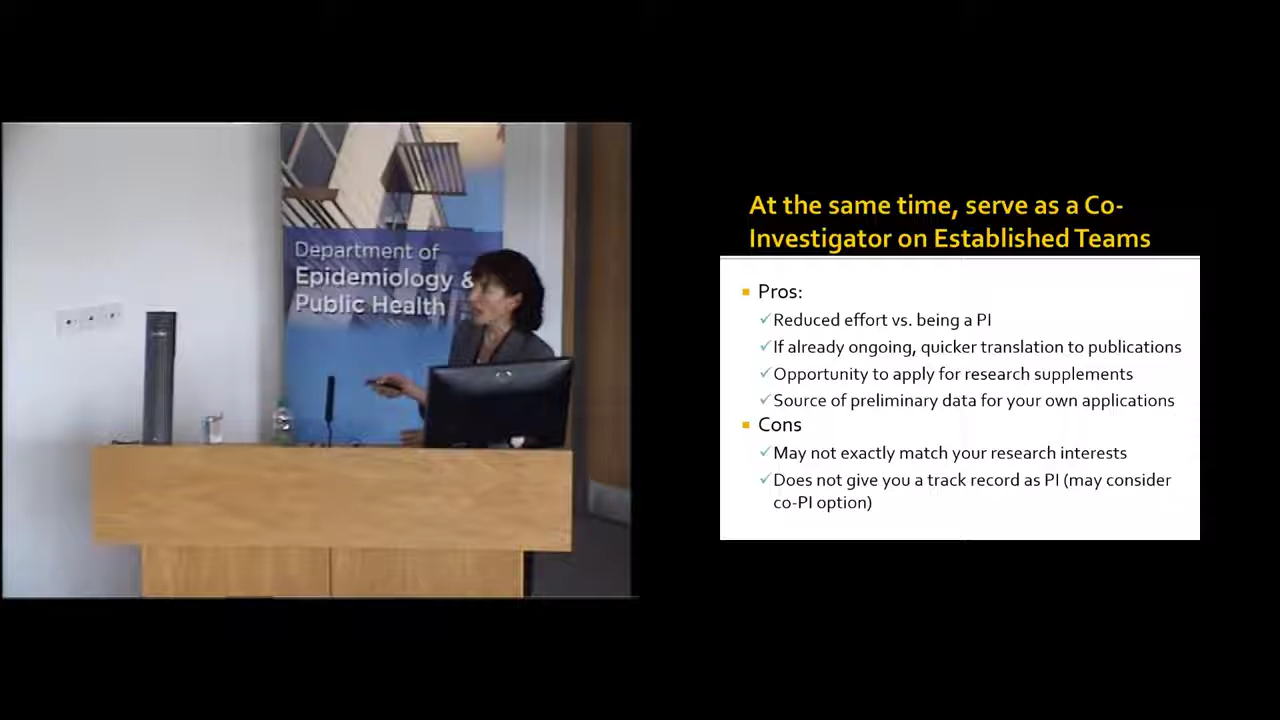 Department of
Epidemiology &
Public Health
At the same time, serve as a Co-
Investigator on Established Teams
Pros:
Reduced effort vs. being a PI
If already ongoing, quicker translation to publications
Opportunity to apply for research supplements
Source of preliminary data for your own applications
Cons
May not exactly match your research interests
Does not give you a track record as PI (may consider
co-PI option)